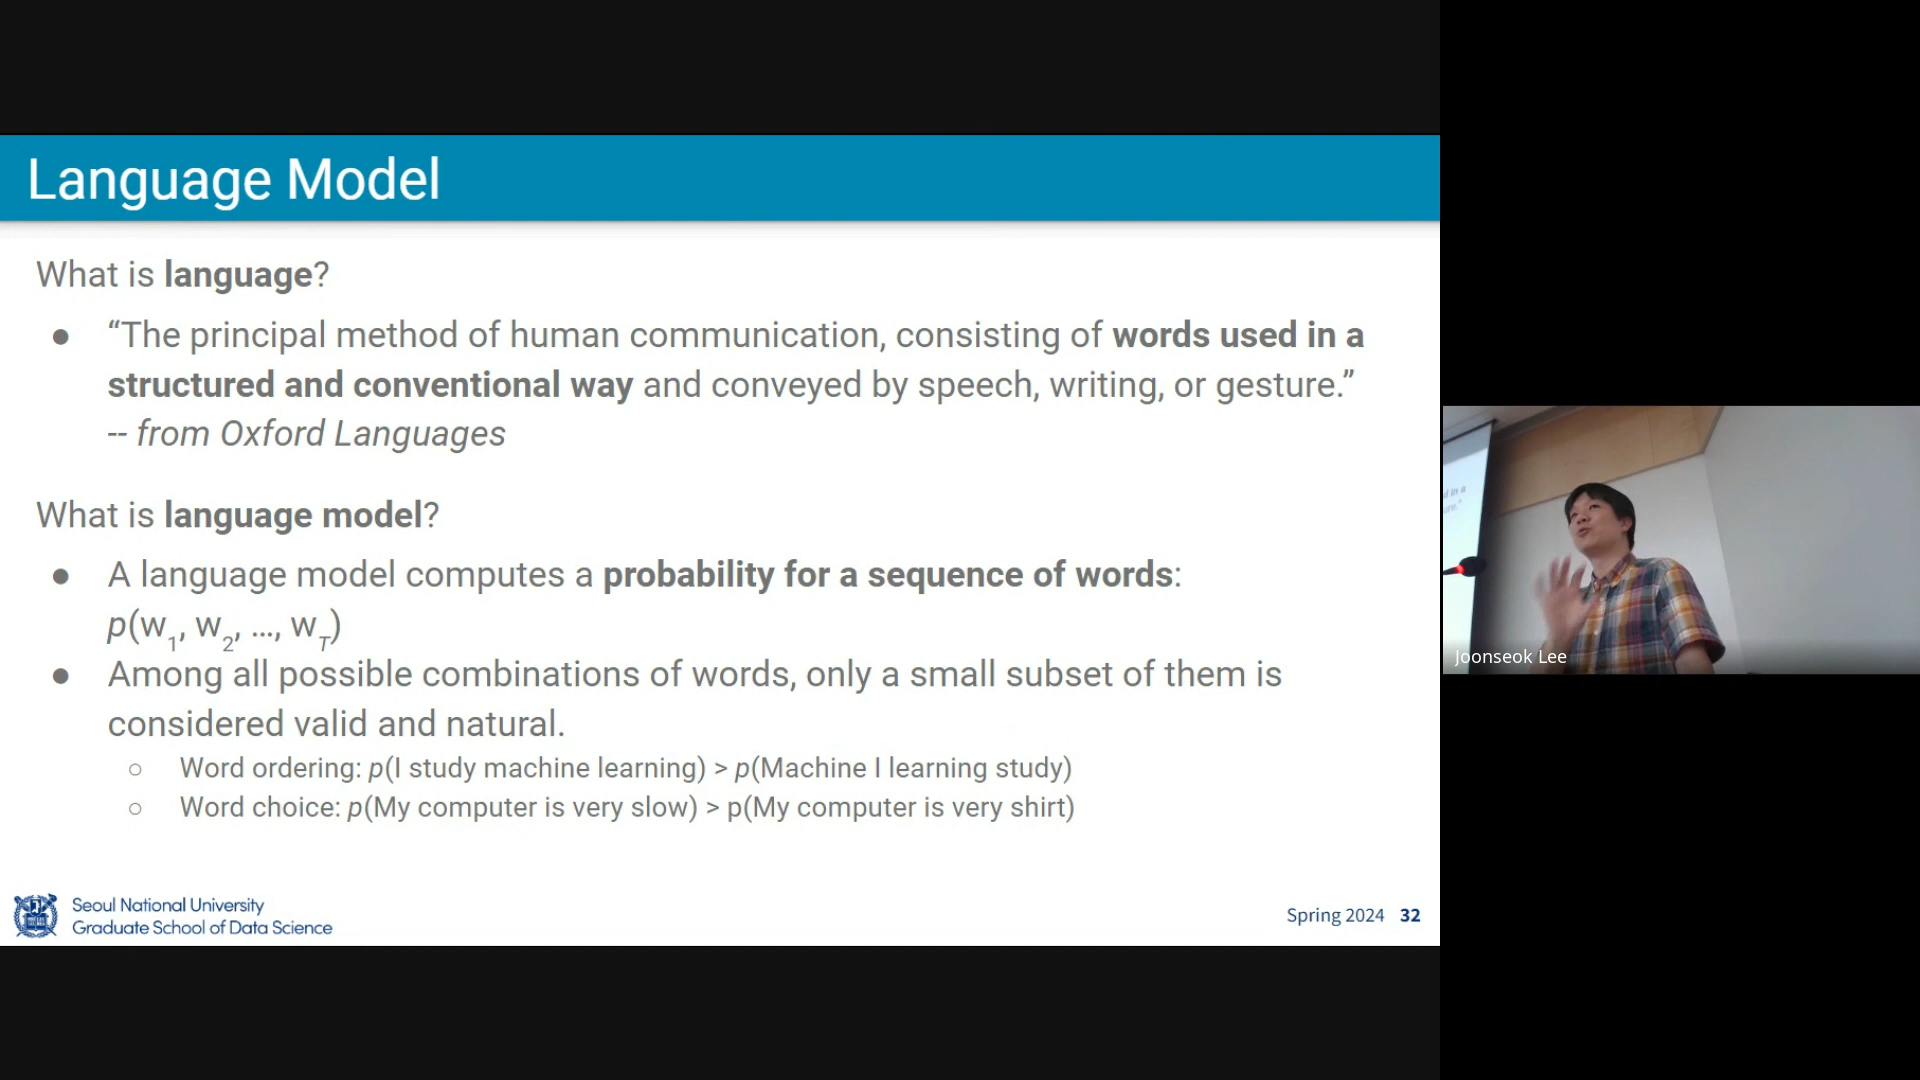 Language Model
What is language?
● “The principal method of human communication, consisting of words used in a
structured and conventional way and conveyed by speech, writing, or gesture.”
-- from Oxford Languages
What is language model?
● A language model computes a probability for a sequence of words:
p(w1, w2, …, wT)
● Among all possible combinations of words, only a small subset of them is
considered valid and natural.
○ Word ordering: p(I study machine learning) > p(Machine I learning study)
○ Word choice: p(My computer is very slow) > p(My computer is very shirt)
Seoul National University
Graduate School of Data Science
Spring 2024 32
d in a
ure.”
Joonseok Lee